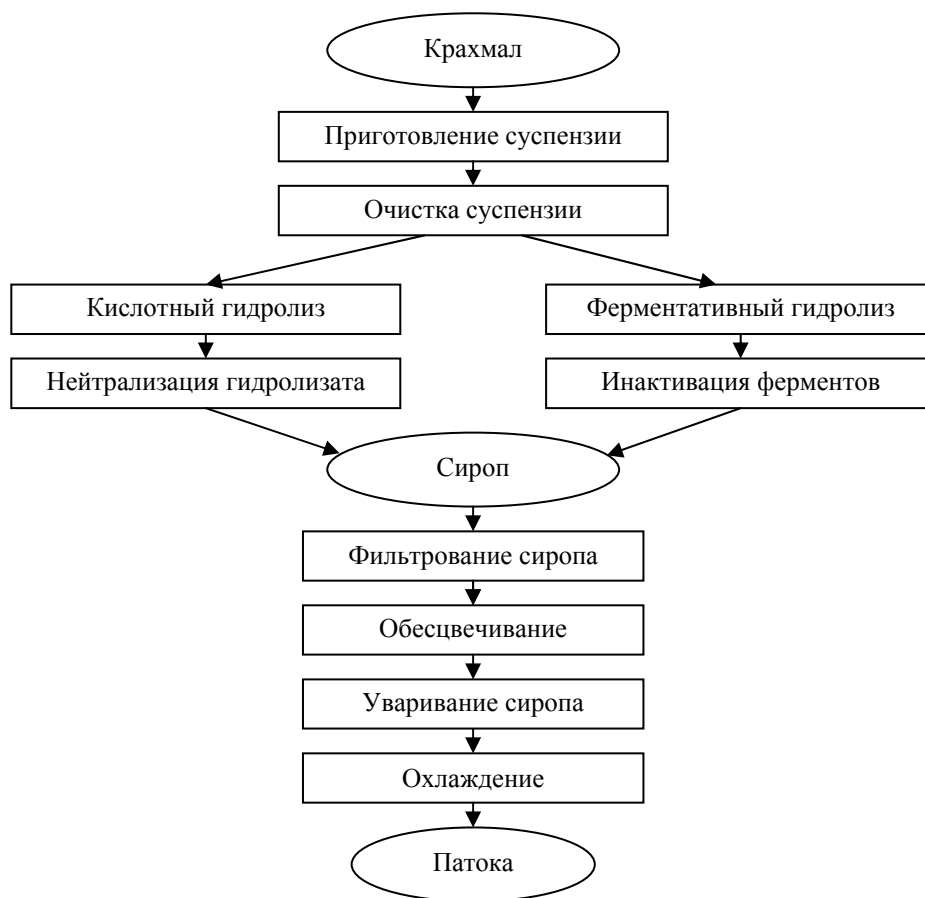 Крахмал
Приготовление суспензии
Очистка суспензии
Кислотный гидролиз
Ферментативный гидролиз
Нейтрализация гидролизата
Инактивация ферментов
Сироп
Фильтрование сиропа
Обесцвечивание
Уваривание сиропа
Охлаждение
Патока